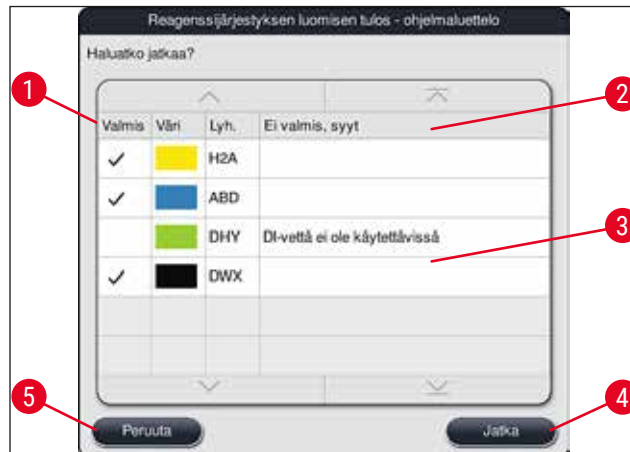 Reagenssijärjestyksen luomisen tulos - ohjelmaluettelo
Haluatko jatkaa?
1
2
Valmis Väri Lyh. Ei valmis, syyt
H2A
ABD
DHY DI-vettä ei ole käytettävissä
3
DWX
5
4
Peruuta
Jatka